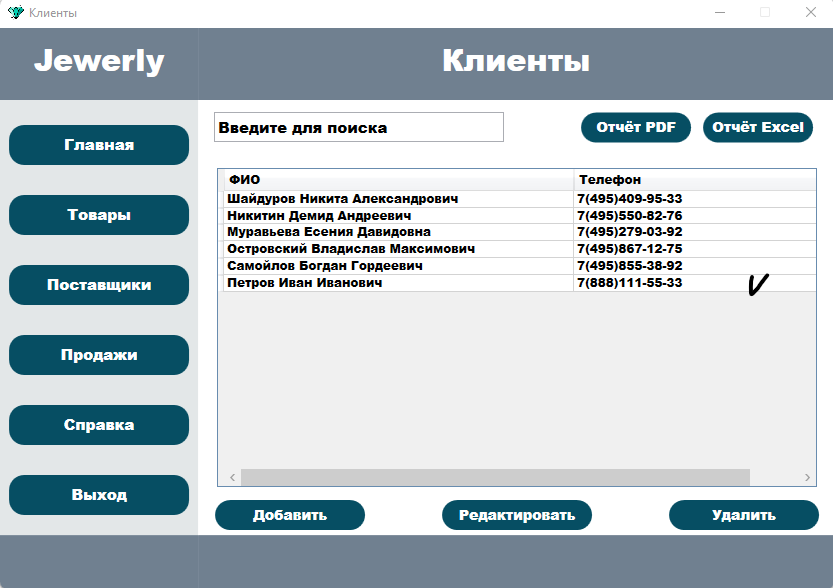 Клиенты
Jewerly
Клиенты
Главная
Товары
Поставщики
Продажи
Справка
Выход
Введите для поиска
Отчёт PDF
Отчёт Excel
ФИО Телефон
Шайдуров Никита Александрович 7(495)409-95-33
Никитин Демид Андреевич 7(495)550-82-76
Муравьева Есения Давидовна 7(495)279-03-92
Островский Владислав Максимович 7(495)867-12-75
Самойлов Богдан Гордеевич 7(495)855-38-92
Петров Иван Иванович 7(888)111-55-33
Добавить
Редактировать
Удалить